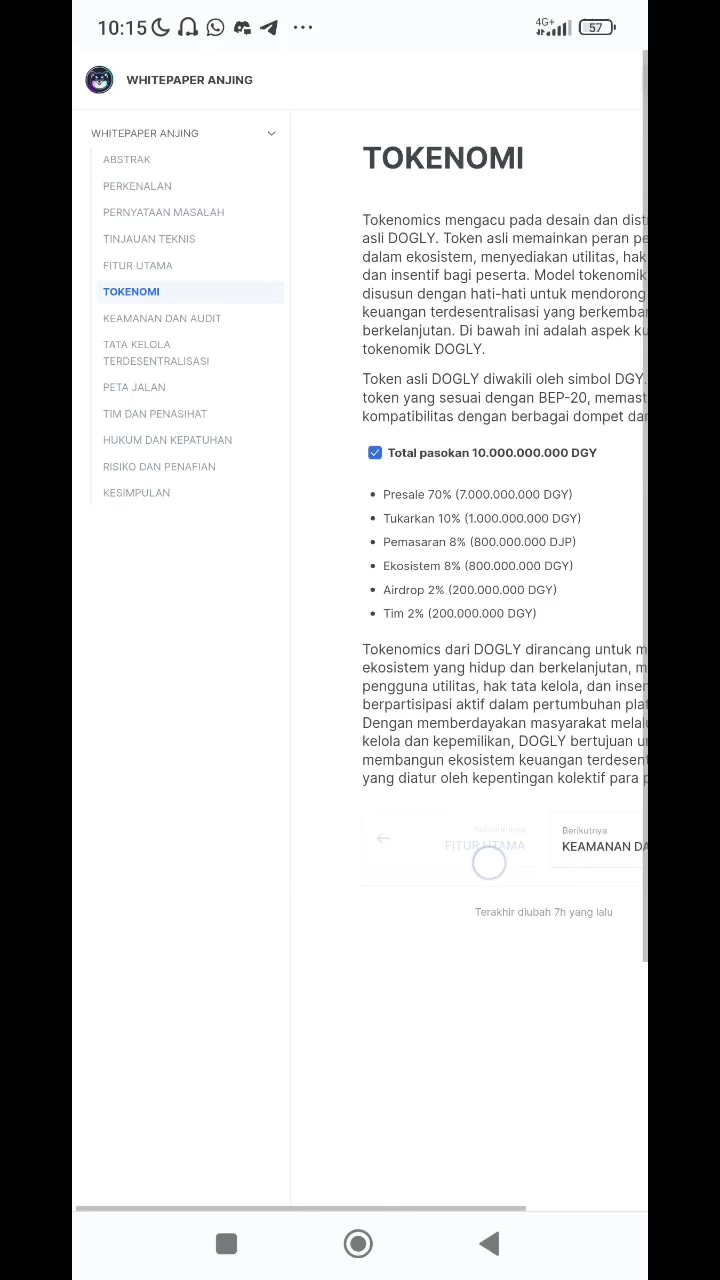 10:15
4G+
57
WHITEPAPER ANJING
WHITEPAPER ANJING
ABSTRAK
PERKENALAN
PERNYATAAN MASALAH
TINJAUAN TEKNIS
FITUR UTAMA
TOKENOMI
KEAMANAN DAN AUDIT
TATA KELOLA
TERDESENTRALISASI
PETA JALAN
TIM DAN PENASIHAT
HUKUM DAN KEPATUHAN
RISIKO DAN PENAFIAN
KESIMPULAN
TOKENOMI
Tokenomics mengacu pada desain dan dist
asli DOGLY. Token asli memainkan peran pe
dalam ekosistem, menyediakan utilitas, hak
dan insentif bagi peserta. Model tokenomik
disusun dengan hati-hati untuk mendorong
keuangan terdesentralisasi yang berkemba
berkelanjutan. Di bawah ini adalah aspek ku
tokenomik DOGLY.
Token asli DOGLY diwakili oleh simbol DGY.
token yang sesuai dengan BEP-20, memast
kompatibilitas dengan berbagai dompet da
Total pasokan 10.000.000.000 DGY
• Presale 70% (7.000.000.000 DGY)
• Tukarkan 10% (1.000.000.000 DGY)
• Pemasaran 8% (800.000.000 DJP)
• Ekosistem 8% (800.000.000 DGY)
• Airdrop 2% (200.000.000 DGY)
• Tim 2% (200.000.000 DGY)
Tokenomics dari DOGLY dirancang untuk m
ekosistem yang hidup dan berkelanjutan, m
pengguna utilitas, hak tata kelola, dan inser
berpartisipasi aktif dalam pertumbuhan plat
Dengan memberdayakan masyarakat melalu
kelola dan kepemilikan, DOGLY bertujuan un
membangun ekosistem keuangan terdesent
yang diatur oleh kepentingan kolektif para p
Sebelumnya
FITUR UTAMA
Berikutnya
KEAMANAN DA
Terakhir diubah 7h yang lalu